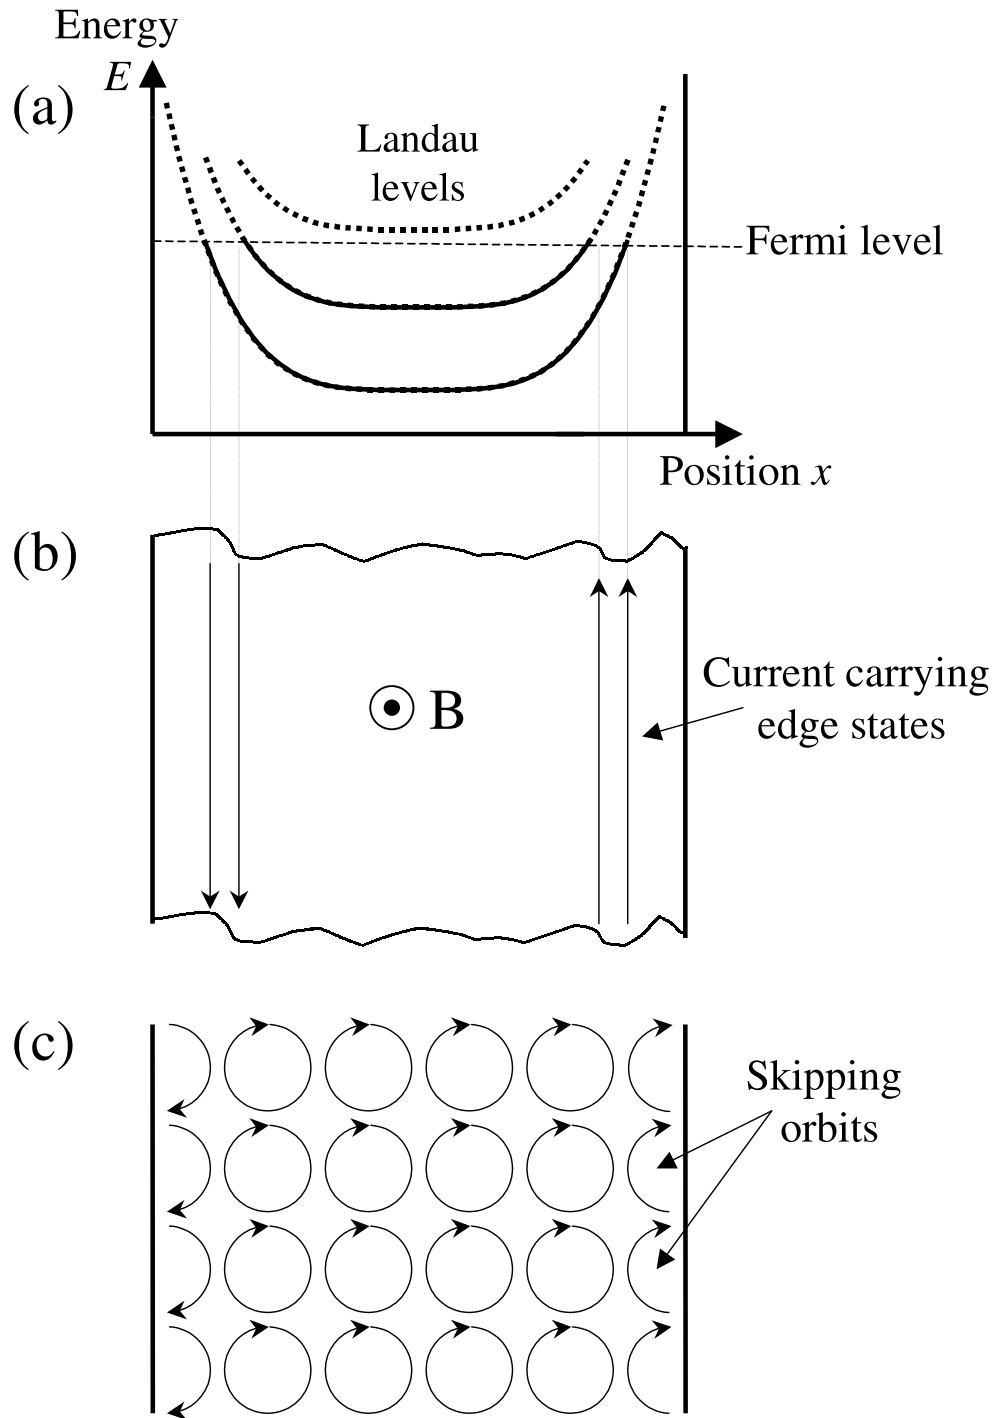 Energy
E
(a)
Landau
levels
Fermi level
Position x
(b)
B
Current carrying
edge states
(c)
Skipping
orbits